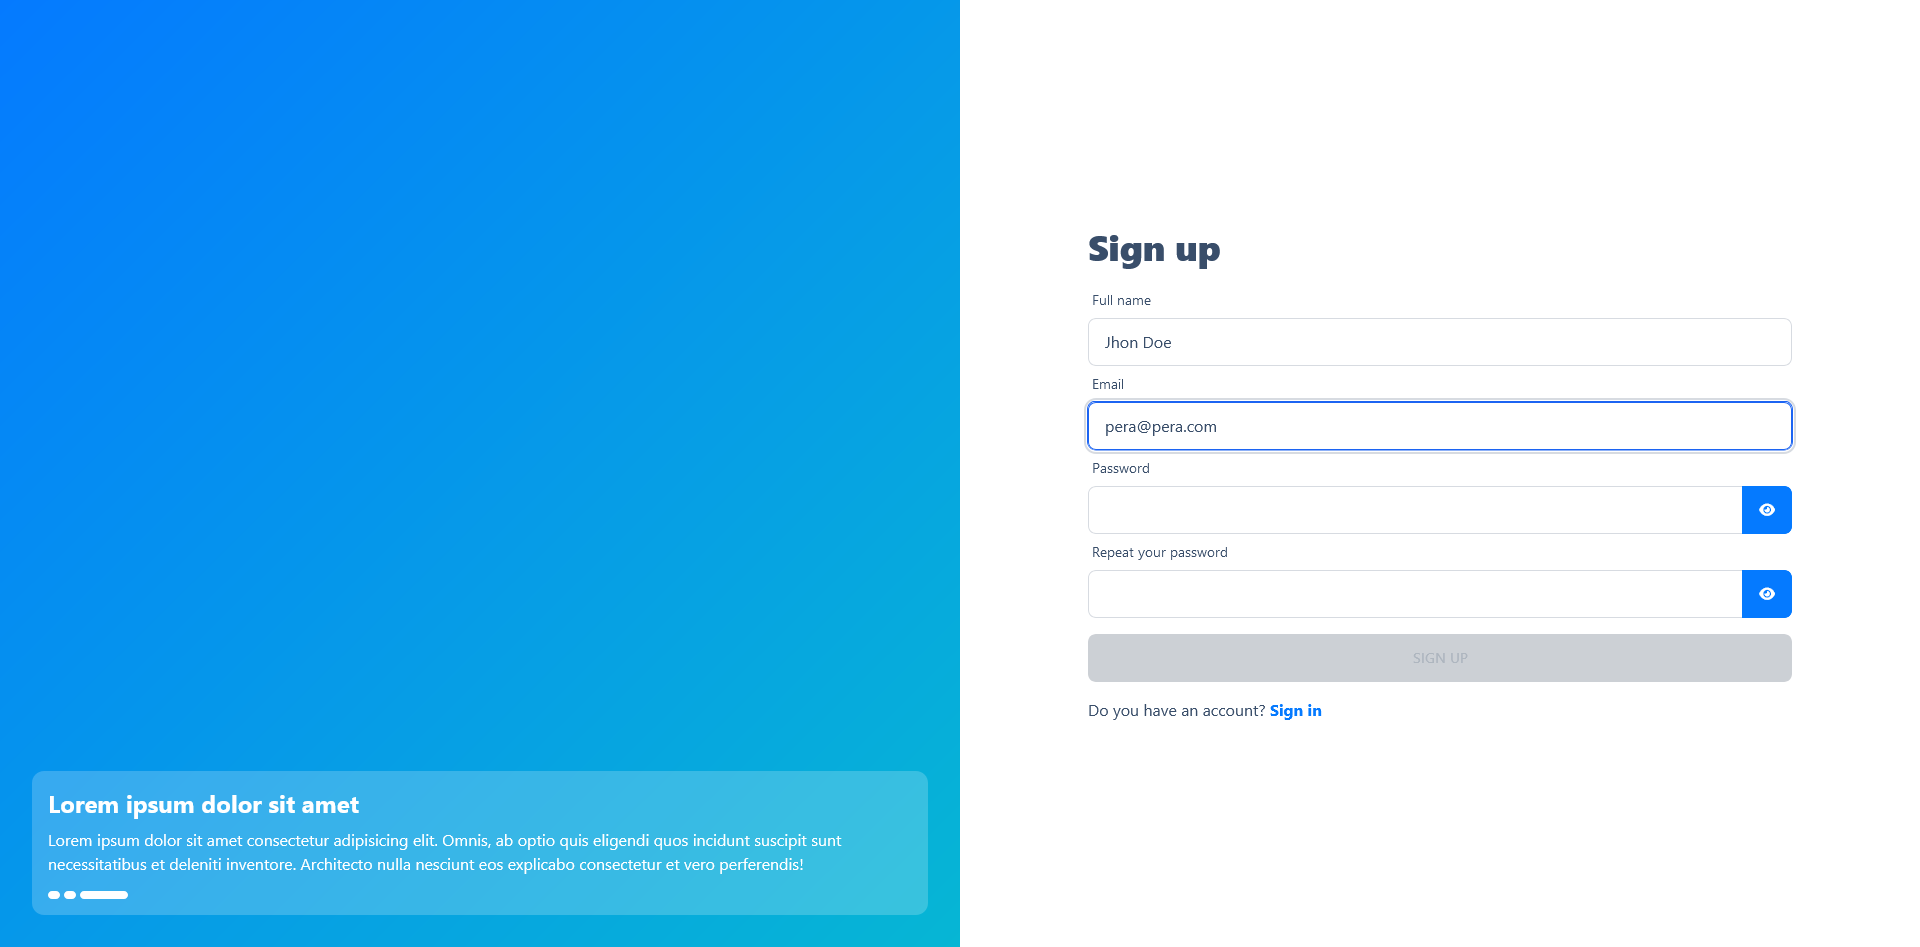 Sign up
Full name
Jhon Doe
Email
pera@pera.com
Password
Repeat your password
SIGN UP
Do you have an account? Sign in
Lorem ipsum dolor sit amet
Lorem ipsum dolor sit amet consectetur adipisicing elit. Omnis, ab optio quis eligendi quos incidunt suscipit sunt
necessitatibus et deleniti inventore. Architecto nulla nesciunt eos explicabo consectetur et vero perferendis!